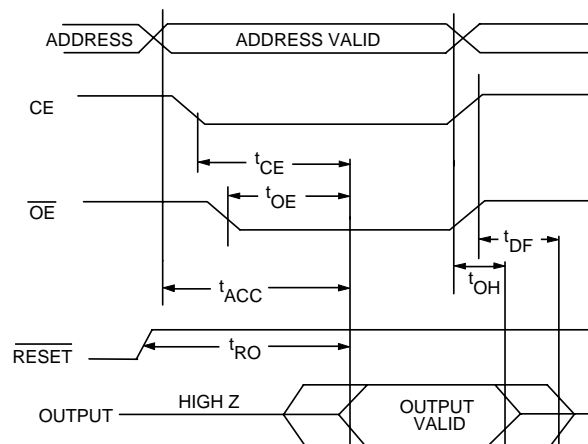 ADDRESS
ADDRESS VALID
CE
tCE
tOE
OE
tDF
tOH
tACC
tRO
RESET
HIGH Z
OUTPUT
OUTPUT
VALID